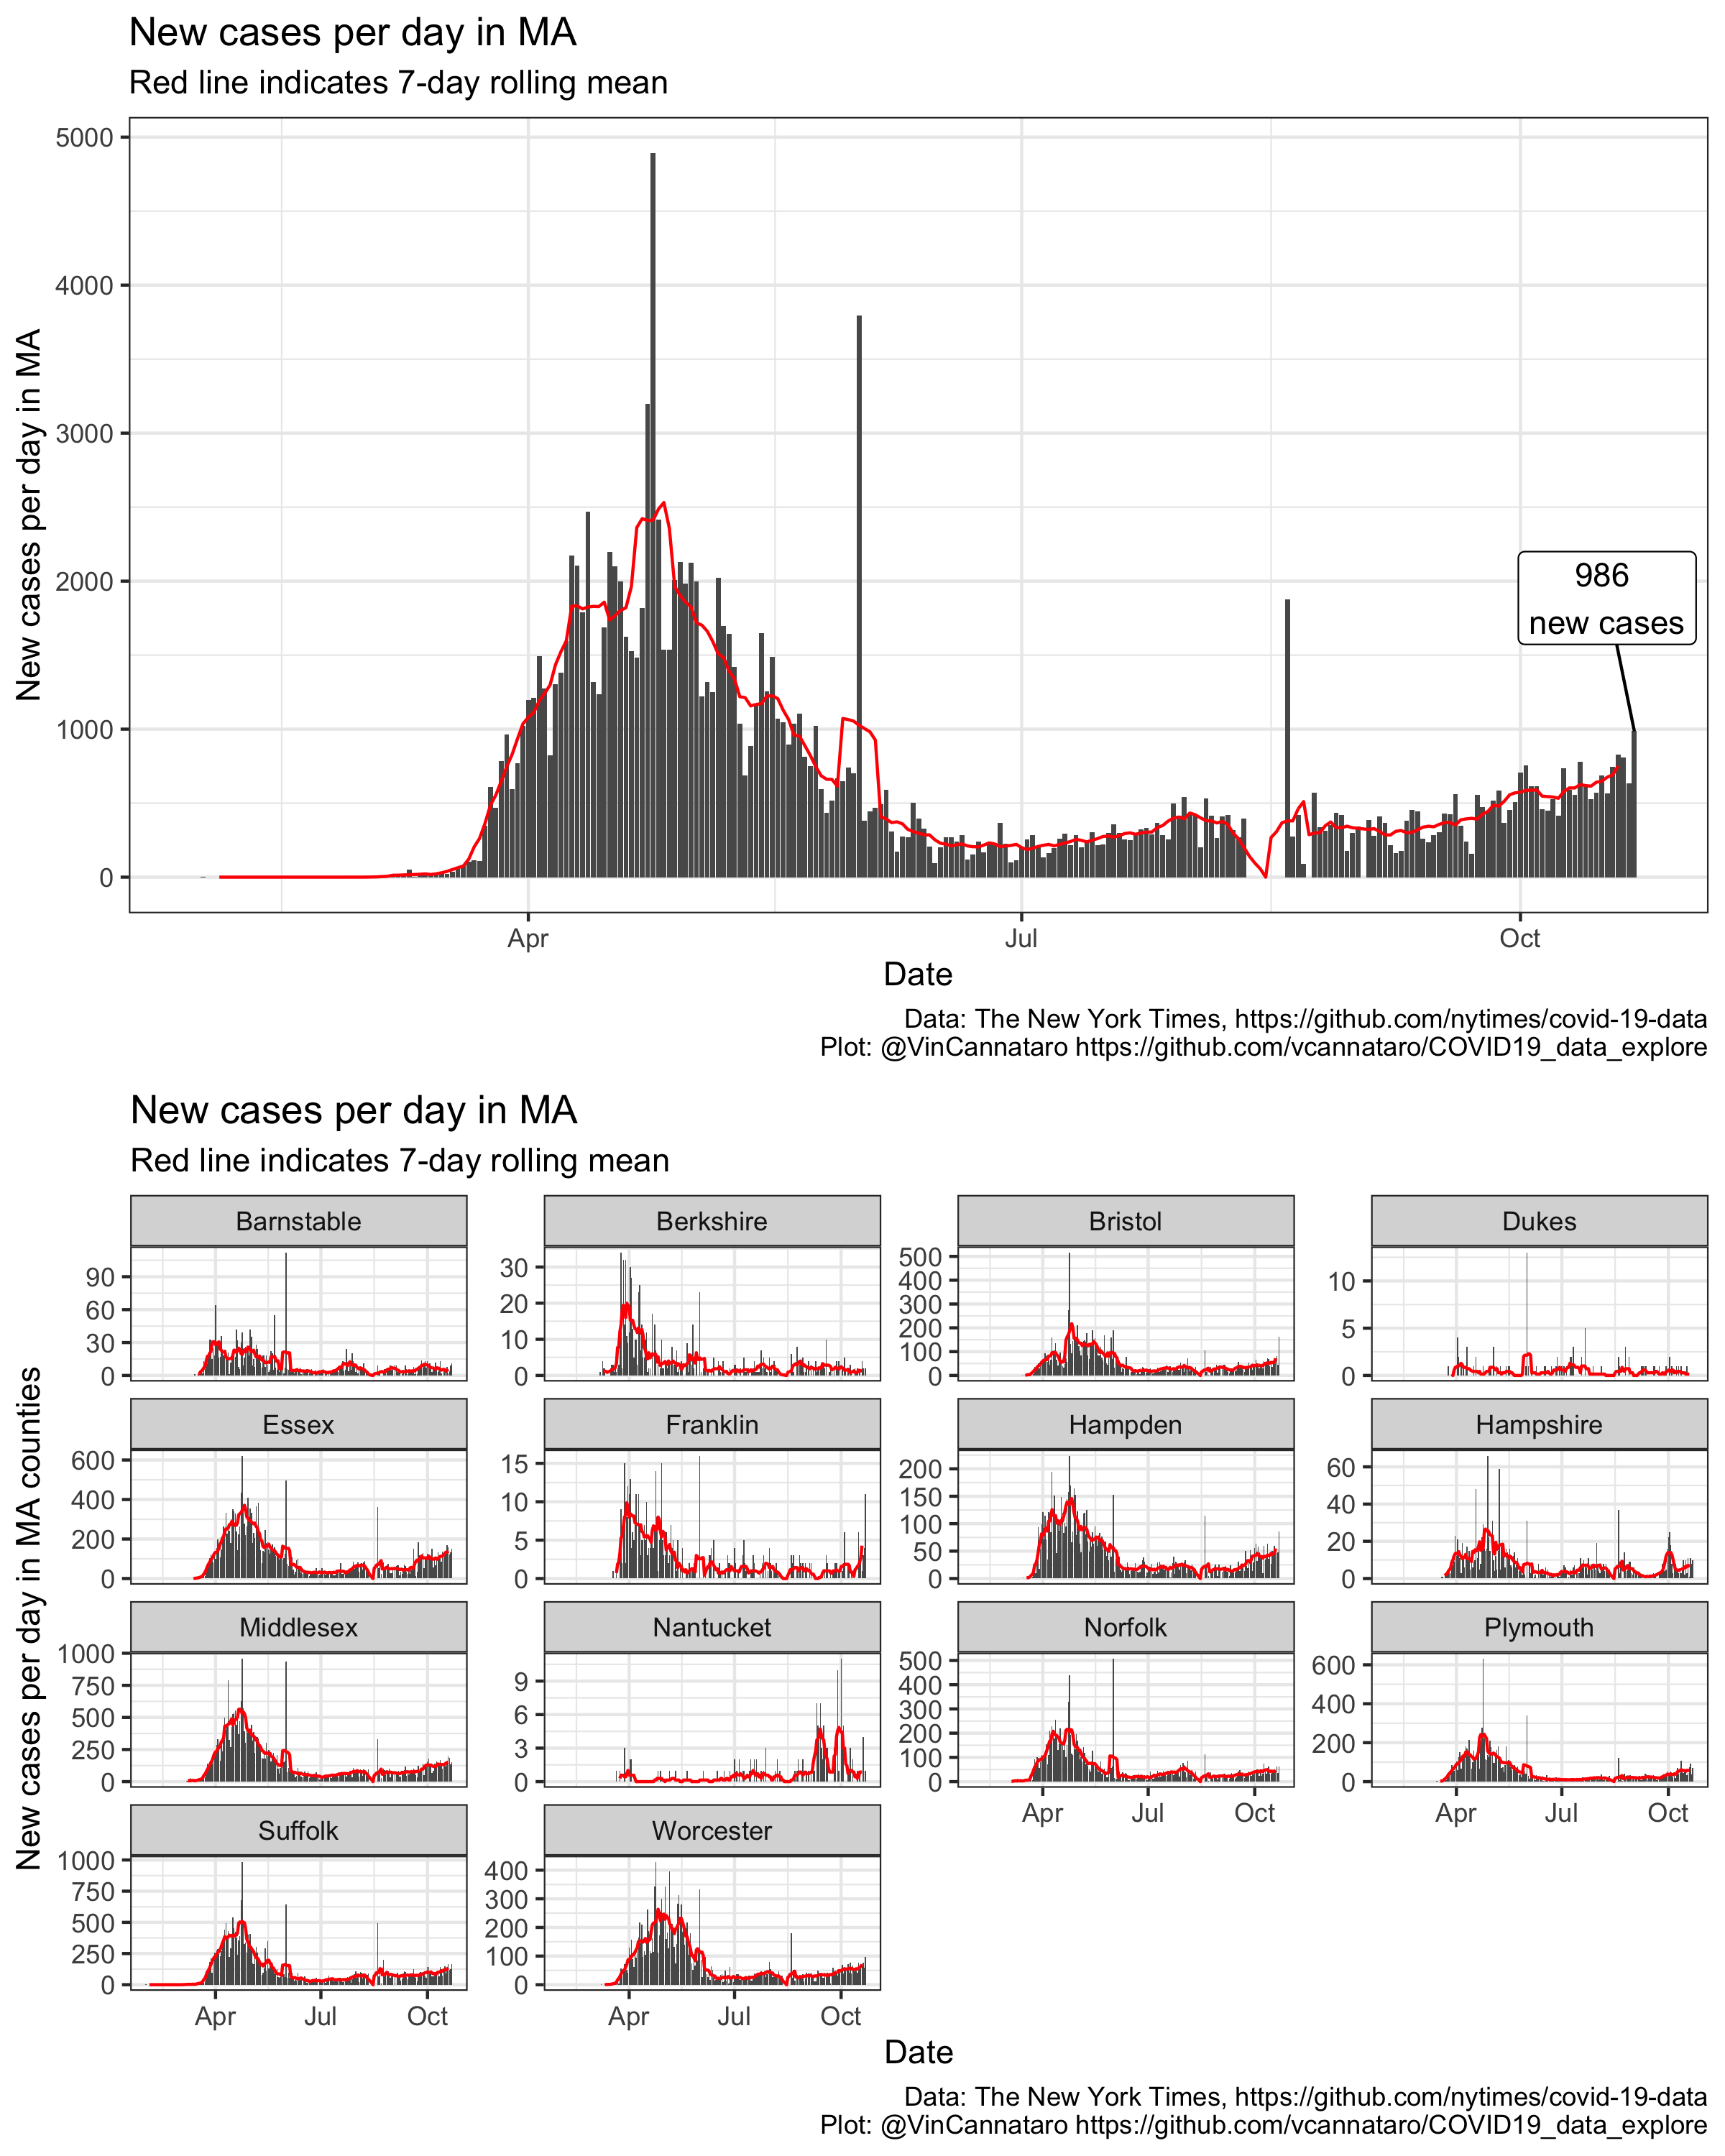 New cases per day in MA
Red line indicates 7-day rolling mean
New cases per day in MA
5000
4000
3000
2000
1000
0
986
new cases
Apr Jul Oct
Date
Data: The New York Times, https://github.com/nytimes/covid-19-data
Plot: @VinCannataro https://github.com/vcannataro/COVID19_data_explore
New cases per day in MA
Red line indicates 7-day rolling mean
New cases per day in MA counties
Barnstable
90
60
30
0
Berkshire
30
20
10
0
Bristol
500
400
300
200
100
0
Dukes
10
5
0
Essex
600
400
200
0
Franklin
15
10
5
0
Hampden
200
150
100
50
0
Hampshire
60
40
20
0
Middlesex
1000
750
500
250
0
Nantucket
9
6
3
0
Norfolk
500
400
300
200
100
0
Apr Jul Oct
Plymouth
600
400
200
0
Apr Jul Oct
Suffolk
1000
750
500
250
0
Apr Jul Oct
Worcester
400
300
200
100
0
Apr Jul Oct
Date
Data: The New York Times, https://github.com/nytimes/covid-19-data
Plot: @VinCannataro https://github.com/vcannataro/COVID19_data_explore